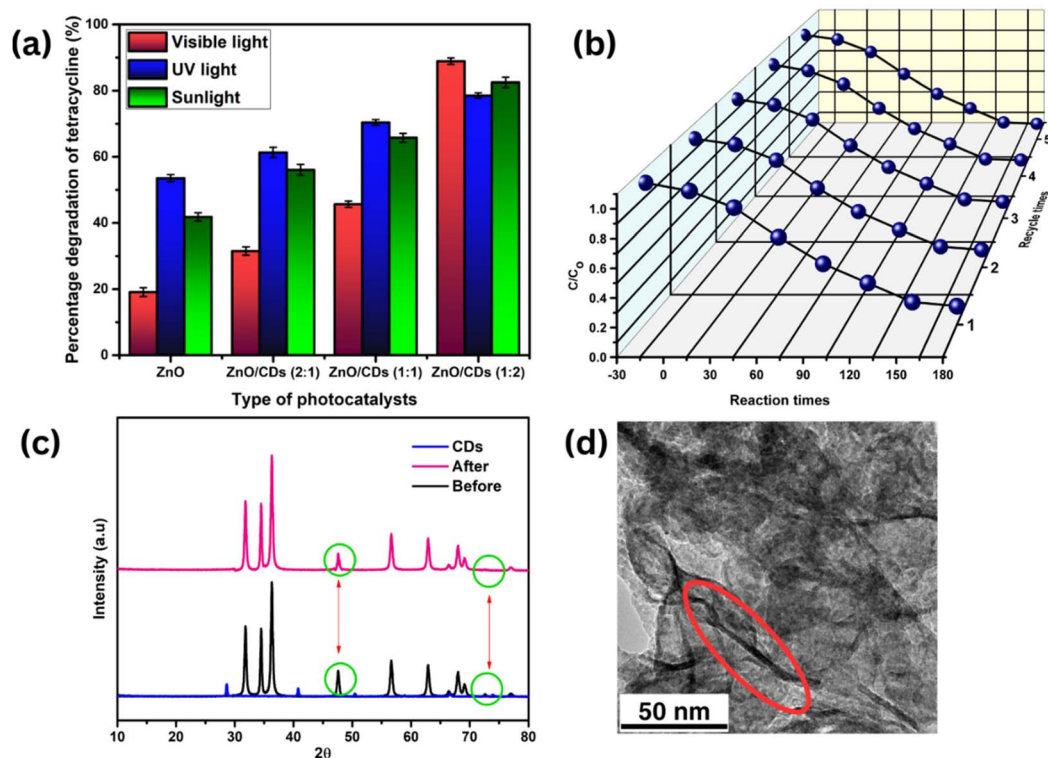 (a)
Percentage degradation of tetracycline (%)
100
80
60
40
20
0
Visible light
UV light
Sunlight
ZnO
ZnO/CDs (2:1)
ZnO/CDs (1:1)
ZnO/CDs (1:2)
Type of photocatalysts
(b)
C/Co
1.0
0.8
0.6
0.4
0.2
0.0
-30
0
30
60
90
120
150
180
Reaction times
1
2
3
4
5
Recycle times
(c)
Intensity (a.u)
CDs
After
Before
10
20
30
40
50
60
70
80
2θ
(d)
50 nm